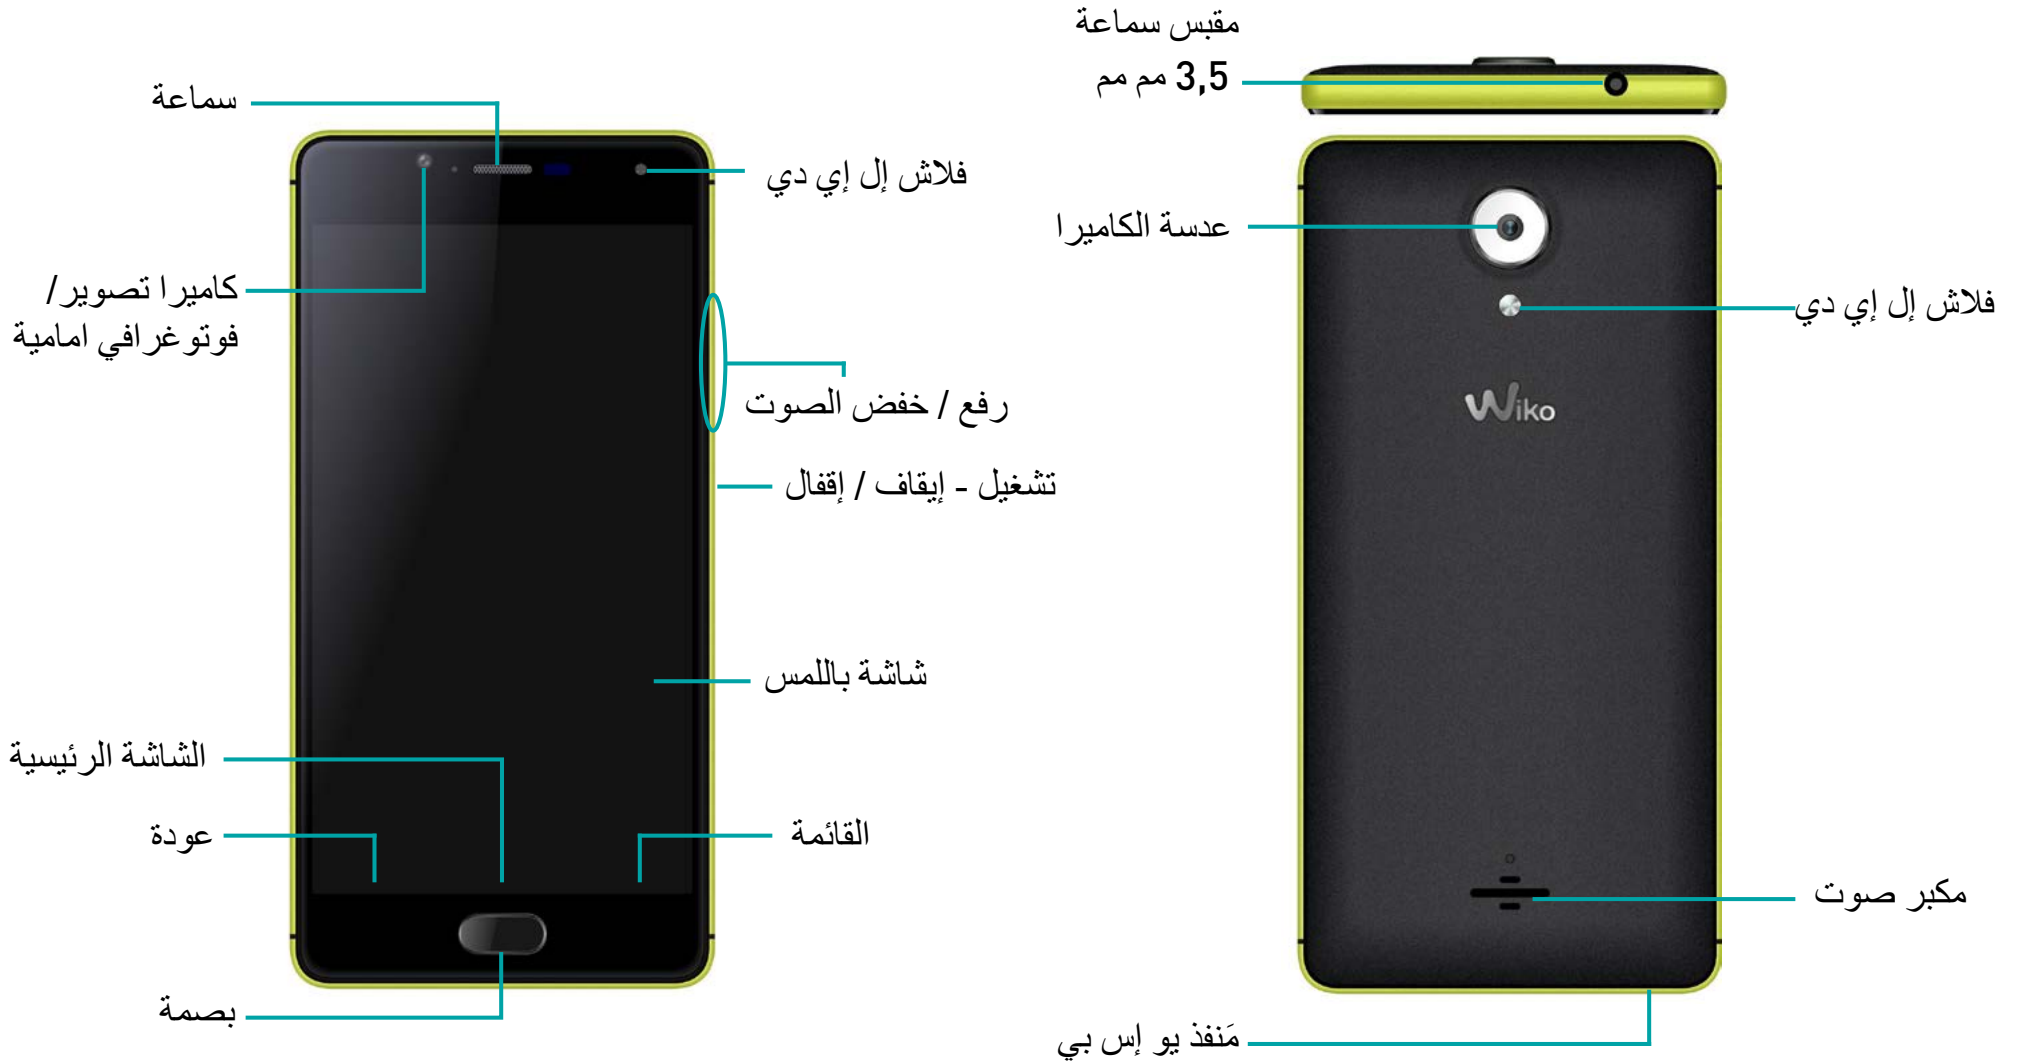 سماعة
فلاش إل إي دي
كاميرا تصوير/
فوتوغرافي امامية
رفع / خفض الصوت
تشغيل - إيقاف / إقفال
شاشة باللمس
الشاشة الرئيسية
عودة
القائمة
بصمة
مقبس سماعة
3,5 مم مم
عدسة الكاميرا
فلاش إل إي دي
Wiko
مكبر صوت
مَنفذ يو إس بي